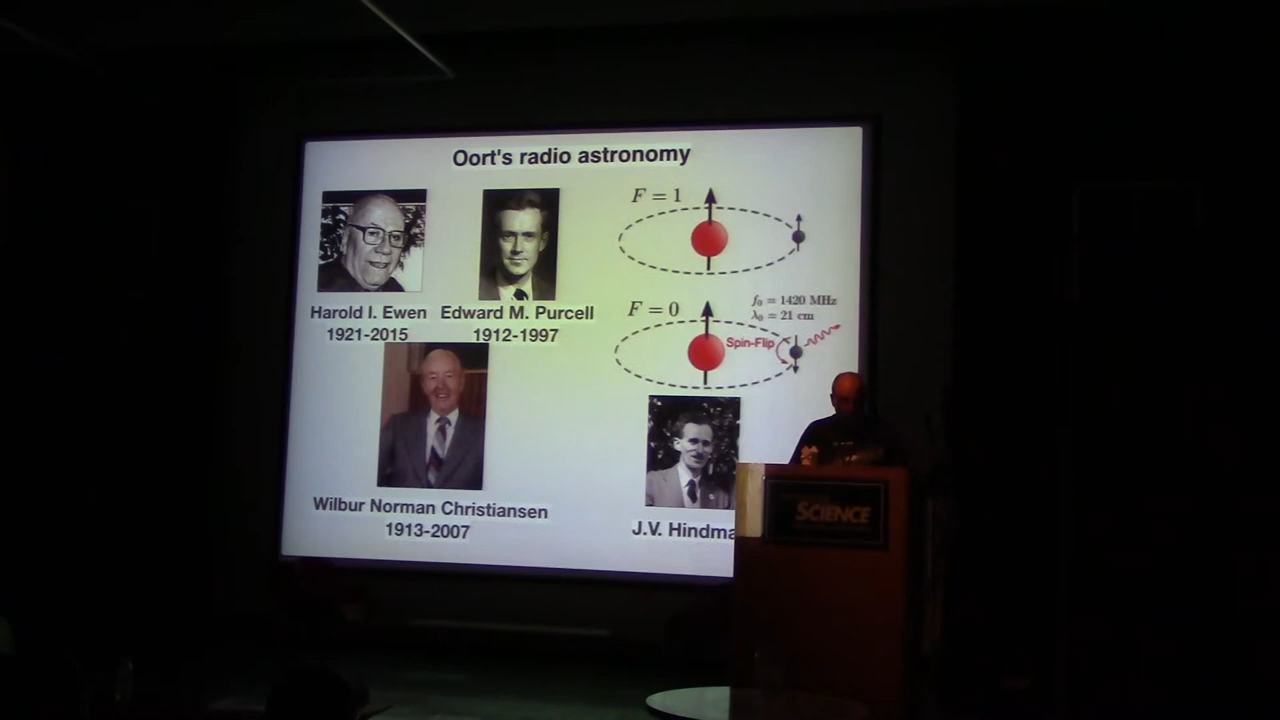 Oort's radio astronomy
F = 1
Harold I. Ewen
1921-2015
Edward M. Purcell
1912-1997
F = 0
f₀ = 1420 MHz
λ₀ = 21 cm
Spin-Flip
Wilbur Norman Christiansen
1913-2007
J.V. Hindma
SCIENCE